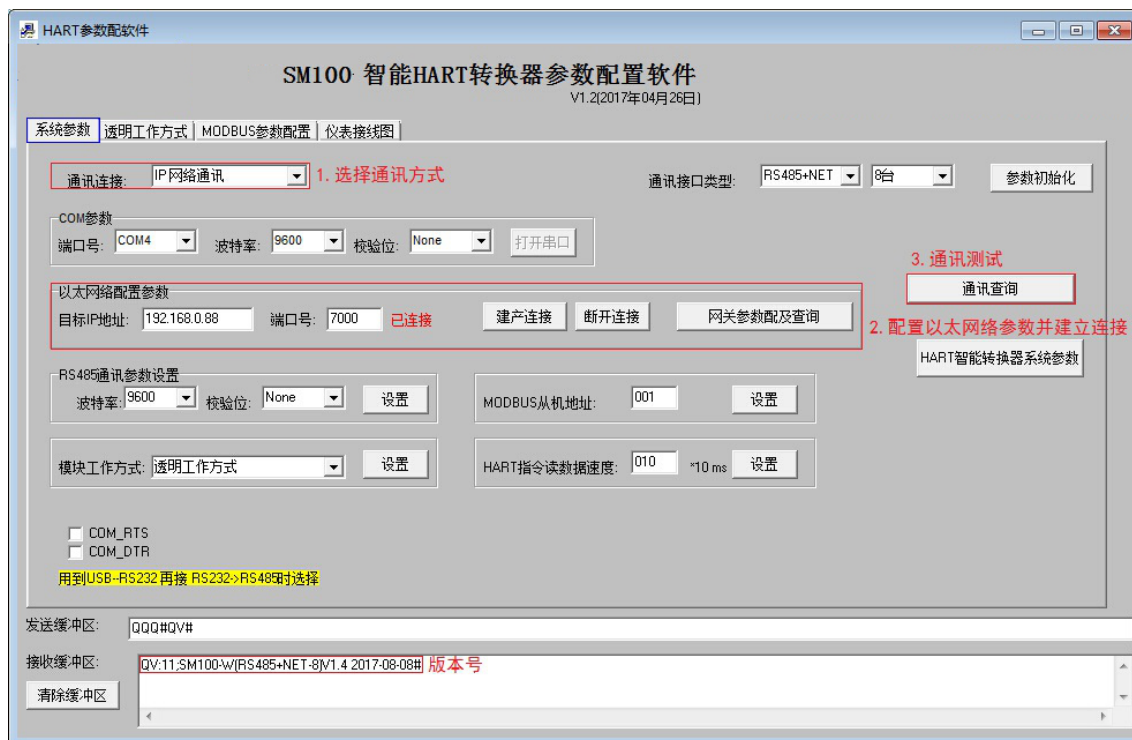 HART参数配软件
SM100 智能HART转换器参数配置软件
V1.2(2017年04月26日)
系统参数 透明工作方式 MODBUS参数配置 仪表接线图
通讯连接: IP网络通讯 1. 选择通讯方式 通讯接口类型: RS485+NET 8台 参数初始化
COM参数
端口号: COM4 波特率: 9600 校验位: None 打开串口
3. 通讯测试
通讯查询
以太网络配置参数
目标IP地址: 192.168.0.88 端口号: 7000 已连接 建产连接 断开连接 网关参数配及查询
2. 配置以太网络参数并建立连接
HART智能转换器系统参数
RS485通讯参数设置
波特率: 9600 校验位: None 设置 MODBUS从机地址: 001 设置
模块工作方式: 透明工作方式 设置 HART指令读数据速度: 010 *10 ms 设置
COM_RTS
COM_DTR
用到USB--RS232 再接 RS232->RS485时选择
发送缓冲区: QQQ#QV#
接收缓冲区: QV:11;SM100-W(RS485+NET-8)V1.4 2017-08-08# 版本号
清除缓冲区